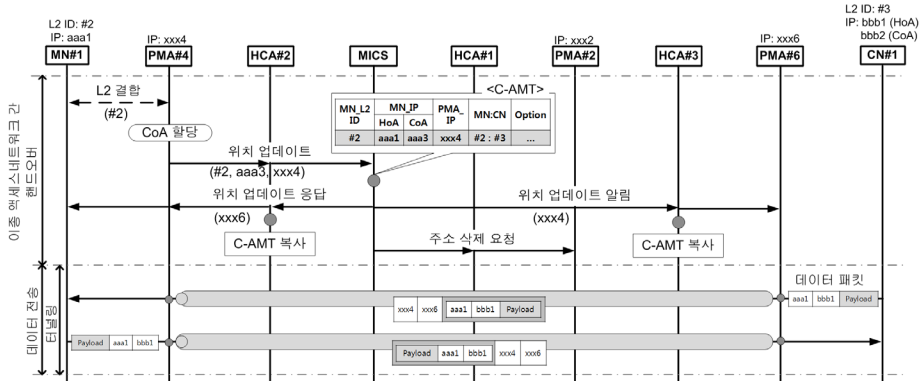 L2 ID: #2
IP: aaa1
MN#1
IP: xxx4
PMA#4
HCA#2
MICS
HCA#1
IP: xxx2
PMA#2
HCA#3
IP: xxx6
PMA#6
L2 ID: #3
IP: bbb1 (HoA)
bbb2 (CoA)
CN#1
이종 액세스네트워크 간
핸드오버
L2 결합
(#2)
CoA 할당
<C-AMT>
MN_L2 ID MN_IP PMA_ IP MN:CN Option
HoA CoA
#2 aaa1 aaa3 xxx4 #2 : #3 ...
위치 업데이트
(#2, aaa3, xxx4)
위치 업데이트 응답
(xxx6)
C-AMT 복사
위치 업데이트 알림
(xxx4)
C-AMT 복사
주소 삭제 요청
데이터 전송
터널링
데이터 패킷
xxx4 xxx6 aaa1 bbb1 Payload
aaa1 bbb1 Payload
Payload aaa1 bbb1
Payload aaa1 bbb1 xxx4 xxx6